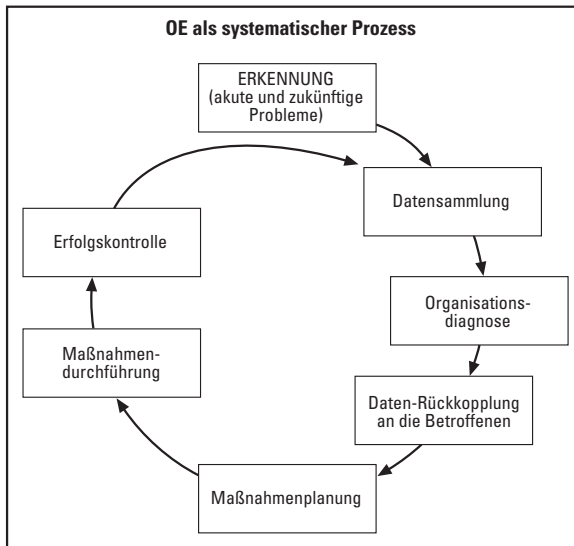 OE als systematischer Prozess
ERKENNUNG
(akute und zukünftige
Probleme)
Datensammlung
Organisations-
diagnose
Daten-Rückkopplung
an die Betroffenen
Maßnahmenplanung
Maßnahmen-
durchführung
Erfolgskontrolle